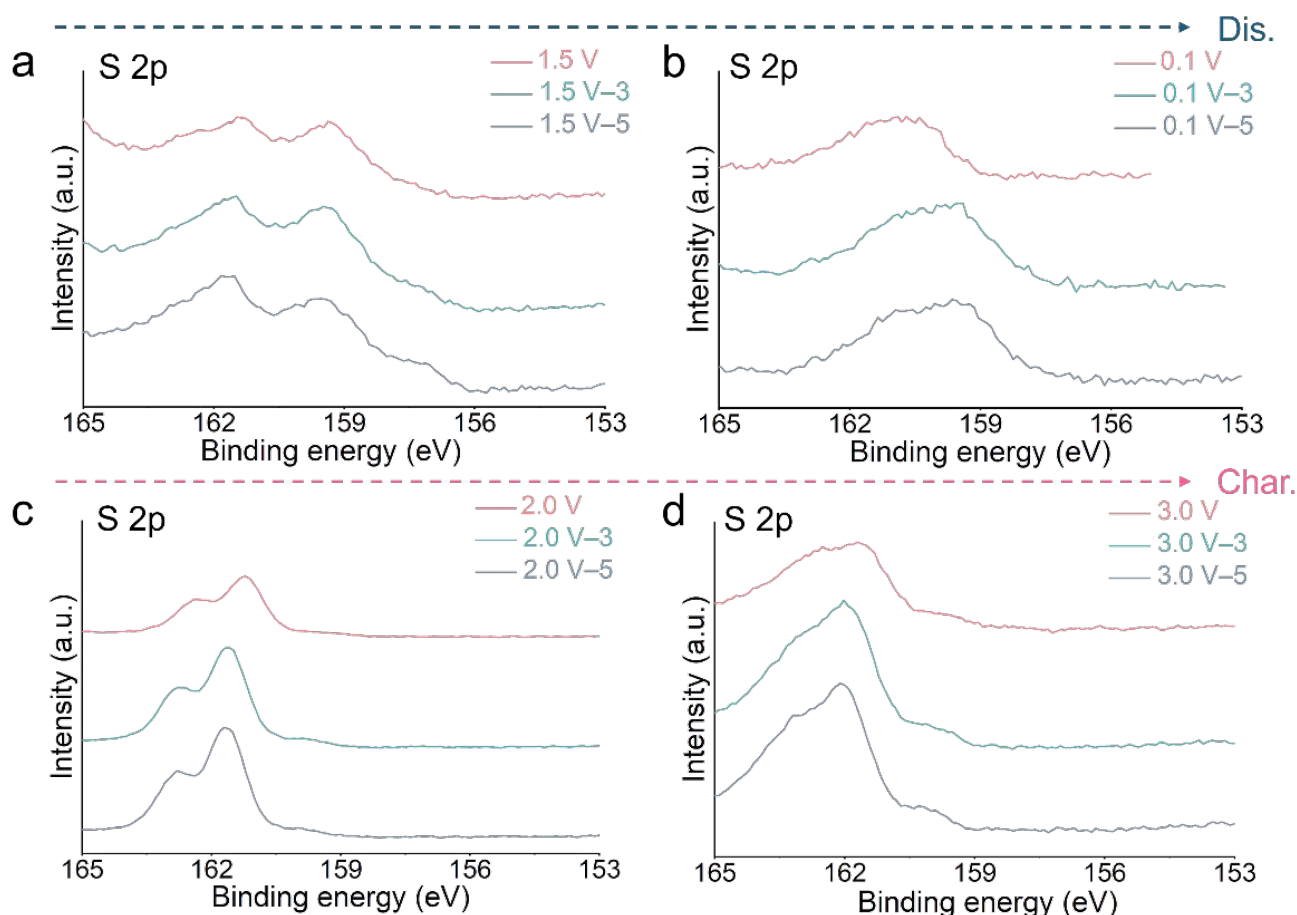 Dis.
a
S 2p
1.5 V
1.5 V–3
1.5 V–5
Intensity (a.u.)
165
162
159
156
153
Binding energy (eV)
b
S 2p
0.1 V
0.1 V–3
0.1 V–5
Intensity (a.u.)
165
162
159
156
153
Binding energy (eV)
Char.
c
S 2p
2.0 V
2.0 V–3
2.0 V–5
Intensity (a.u.)
165
162
159
156
153
Binding energy (eV)
d
S 2p
3.0 V
3.0 V–3
3.0 V–5
Intensity (a.u.)
165
162
159
156
153
Binding energy (eV)